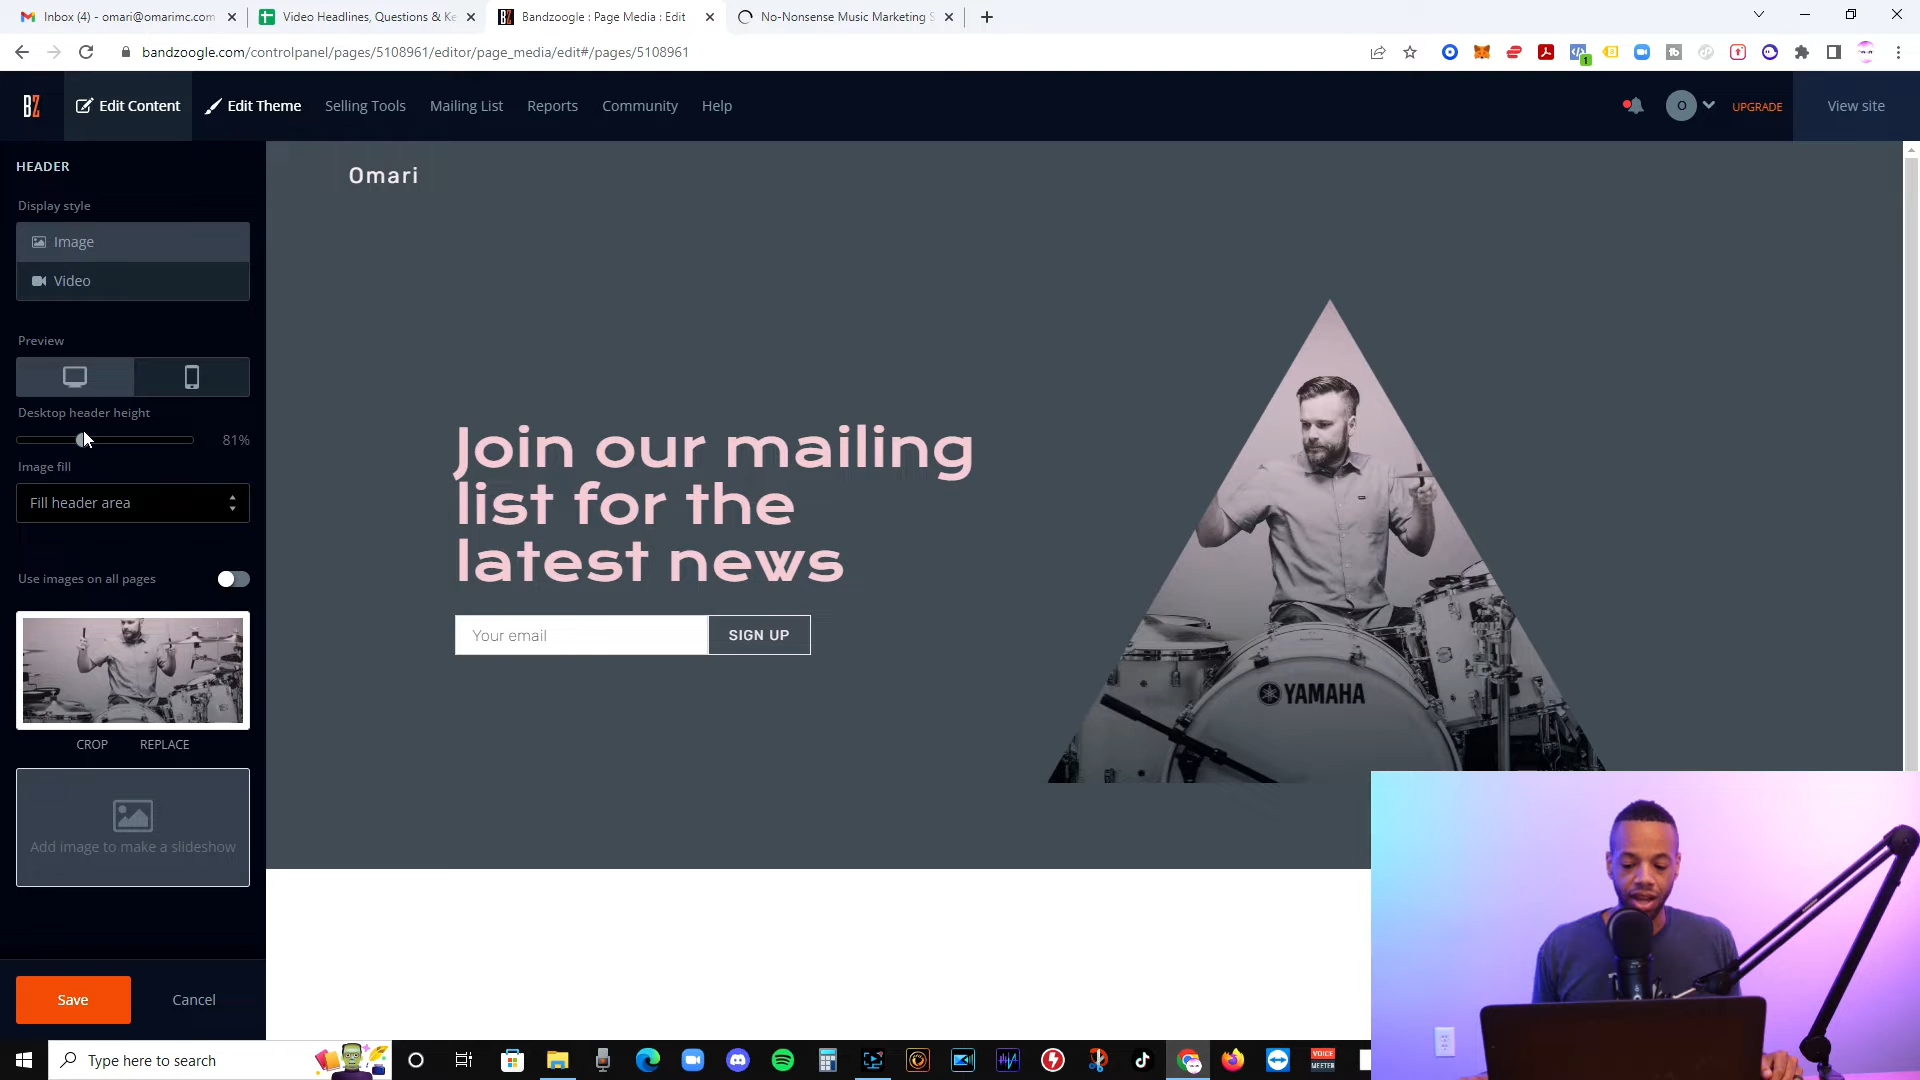 Inbox (4) - omari@omarimc.com
Video Headlines, Questions & Ke
Bandzoogle : Page Media : Edit
No-Nonsense Music Marketing S
bandzoogle.com/controlpanel/pages/5108961/editor/page_media/edit#/pages/5108961
BZ
Edit Content
Edit Theme
Selling Tools
Mailing List
Reports
Community
Help
O
UPGRADE
View site
HEADER
Display style
Image
Video
Preview
Desktop header height
81%
Image fill
Fill header area
Use images on all pages
CROP
REPLACE
Add image to make a slideshow
Save
Cancel
Omari
Join our mailing
list for the
latest news
Your email
SIGN UP
YAMAHA
Type here to search
VOICE
MEETER